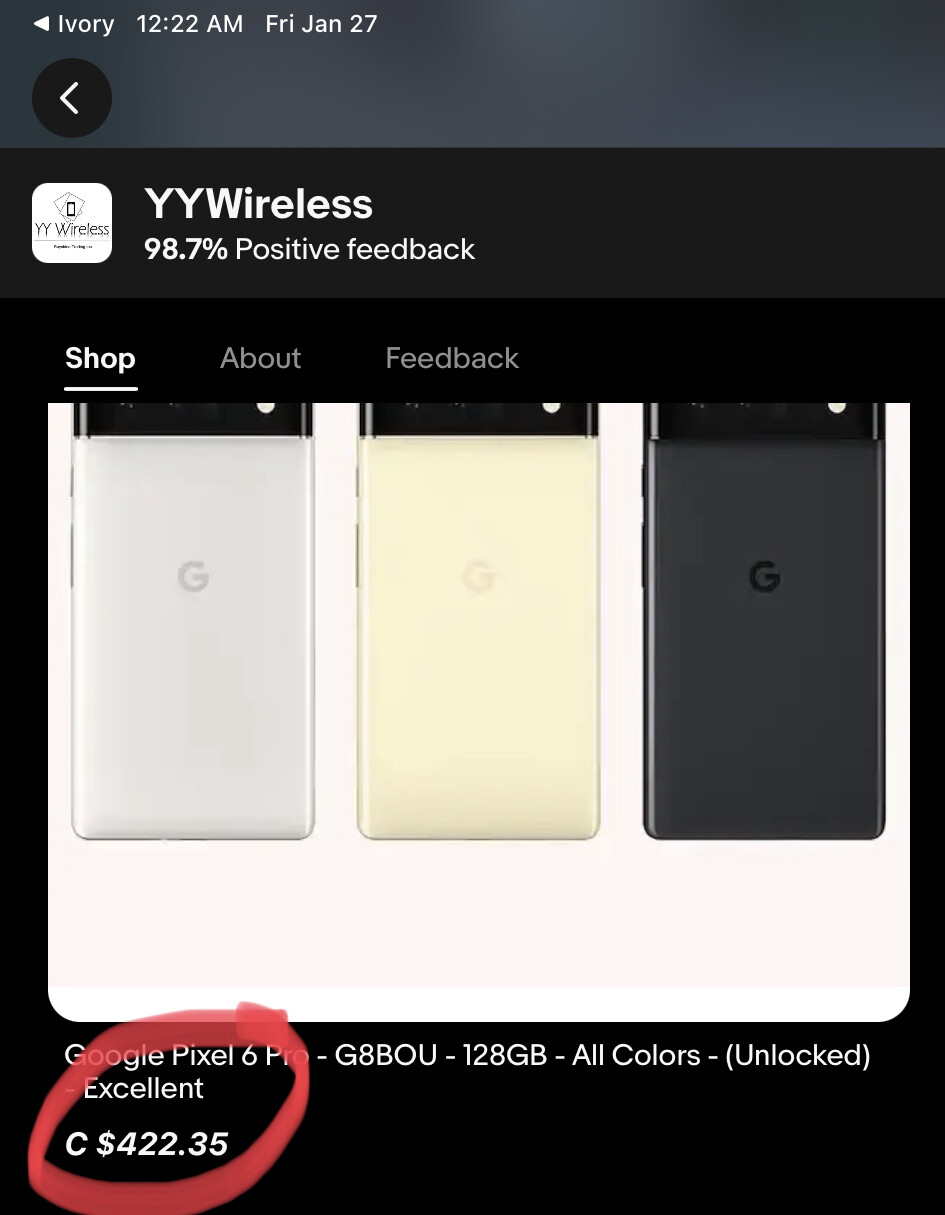 ◀ Ivory 12:22 AM Fri Jan 27
YY Wireless
YYWireless
98.7% Positive feedback
Shop About Feedback
G G G
Google Pixel 6 Pro - G8BOU - 128GB - All Colors - (Unlocked)
- Excellent
C $422.35